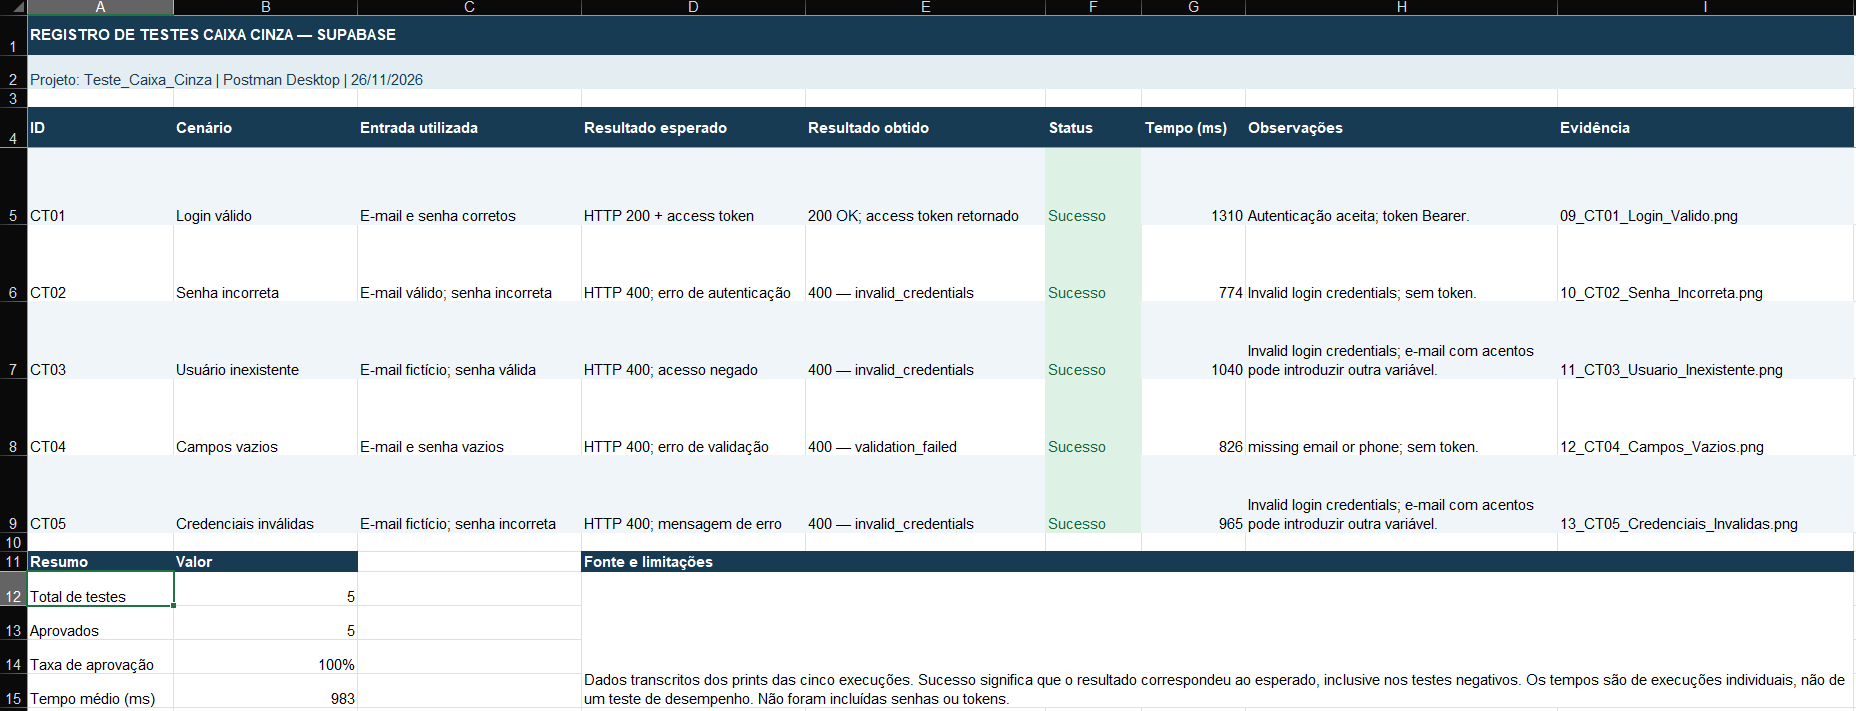 A B C D E F G H I
1 REGISTRO DE TESTES CAIXA CINZA — SUPABASE
2 Projeto: Teste_Caixa_Cinza | Postman Desktop | 26/11/2026
3
4 ID Cenário Entrada utilizada Resultado esperado Resultado obtido Status Tempo (ms) Observações Evidência
5 CT01 Login válido E-mail e senha corretos HTTP 200 + access token 200 OK; access token retornado Sucesso 1310 Autenticação aceita; token Bearer. 09_CT01_Login_Valido.png
6 CT02 Senha incorreta E-mail válido; senha incorreta HTTP 400; erro de autenticação 400 — invalid_credentials Sucesso 774 Invalid login credentials; sem token. 10_CT02_Senha_Incorreta.png
Invalid login credentials; e-mail com acentos
7 CT03 Usuário inexistente E-mail fictício; senha válida HTTP 400; acesso negado 400 — invalid_credentials Sucesso 1040 pode introduzir outra variável. 11_CT03_Usuario_Inexistente.png
8 CT04 Campos vazios E-mail e senha vazios HTTP 400; erro de validação 400 — validation_failed Sucesso 826 missing email or phone; sem token. 12_CT04_Campos_Vazios.png
Invalid login credentials; e-mail com acentos
9 CT05 Credenciais inválidas E-mail fictício; senha incorreta HTTP 400; mensagem de erro 400 — invalid_credentials Sucesso 965 pode introduzir outra variável. 13_CT05_Credenciais_Invalidas.png
10
11 Resumo Valor Fonte e limitações
12 Total de testes 5
13 Aprovados 5
14 Taxa de aprovação 100%
Dados transcritos dos prints das cinco execuções. Sucesso significa que o resultado correspondeu ao esperado, inclusive nos testes negativos. Os tempos são de execuções individuais, não de
15 Tempo médio (ms) 983 um teste de desempenho. Não foram incluídas senhas ou tokens.